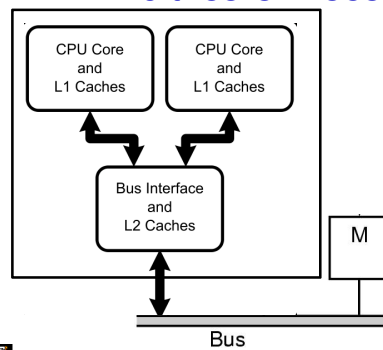 CPU Core
and
L1 Caches
CPU Core
and
L1 Caches
Bus Interface
and
L2 Caches
M
Bus